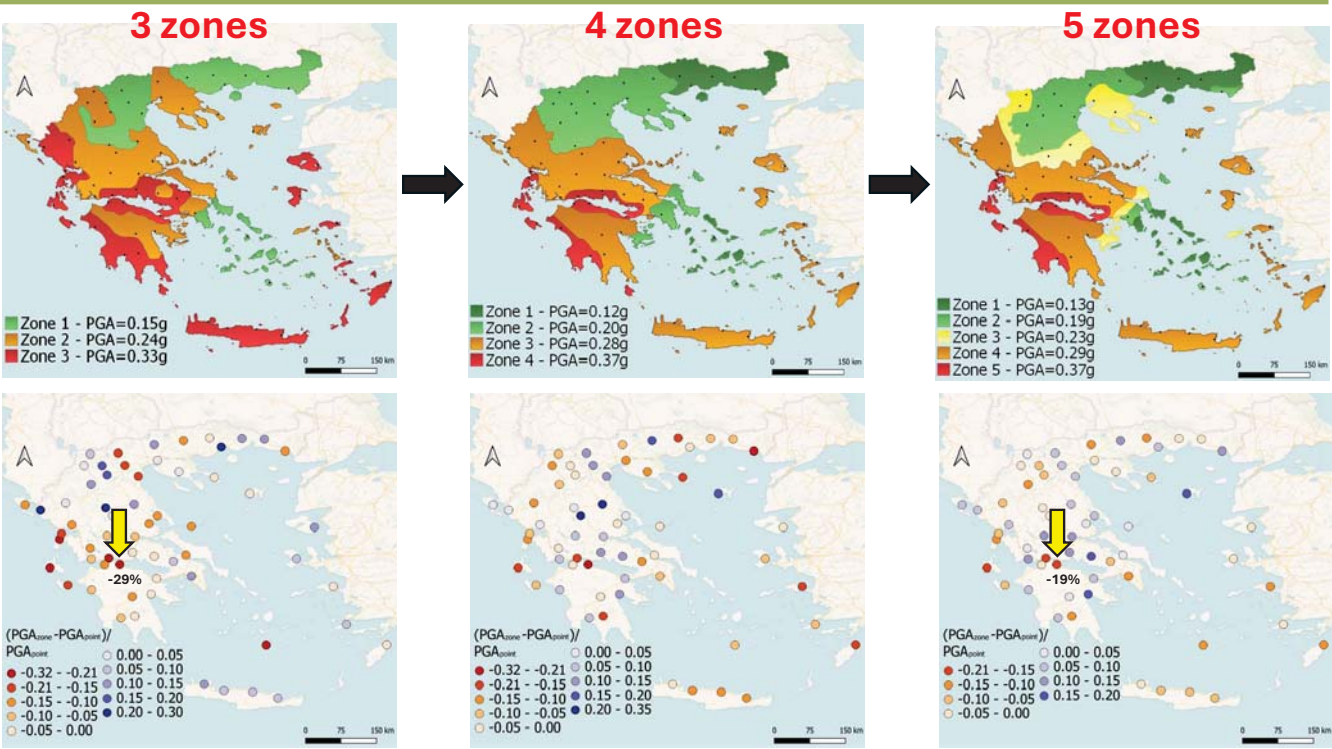 3 zones
4 zones
5 zones
Zone 1 - PGA=0.15g
Zone 2 - PGA=0.24g
Zone 3 - PGA=0.33g
0 75 150 km
Zone 1 - PGA=0.12g
Zone 2 - PGA=0.20g
Zone 3 - PGA=0.28g
Zone 4 - PGA=0.37g
0 75 150 km
Zone 1 - PGA=0.13g
Zone 2 - PGA=0.19g
Zone 3 - PGA=0.23g
Zone 4 - PGA=0.29g
Zone 5 - PGA=0.37g
0 75 150 km
-29%
(PGAzone -PGApoint)/
PGApoint
-0.32 - -0.21
-0.21 - -0.15
-0.15 - -0.10
-0.10 - -0.05
-0.05 - 0.00
0.00 - 0.05
0.05 - 0.10
0.10 - 0.15
0.15 - 0.20
0.20 - 0.30
0 75 150 km
(PGAzone -PGApoint)/
PGApoint
-0.32 - -0.21
-0.21 - -0.15
-0.15 - -0.10
-0.10 - -0.05
-0.05 - 0.00
0.00 - 0.05
0.05 - 0.10
0.10 - 0.15
0.15 - 0.20
0.20 - 0.35
0 75 150 km
-19%
(PGAzone -PGApoint)/
PGApoint
-0.21 - -0.15
-0.15 - -0.10
-0.10 - -0.05
-0.05 - 0.00
0.00 - 0.05
0.05 - 0.10
0.10 - 0.15
0.15 - 0.20
0 75 150 km